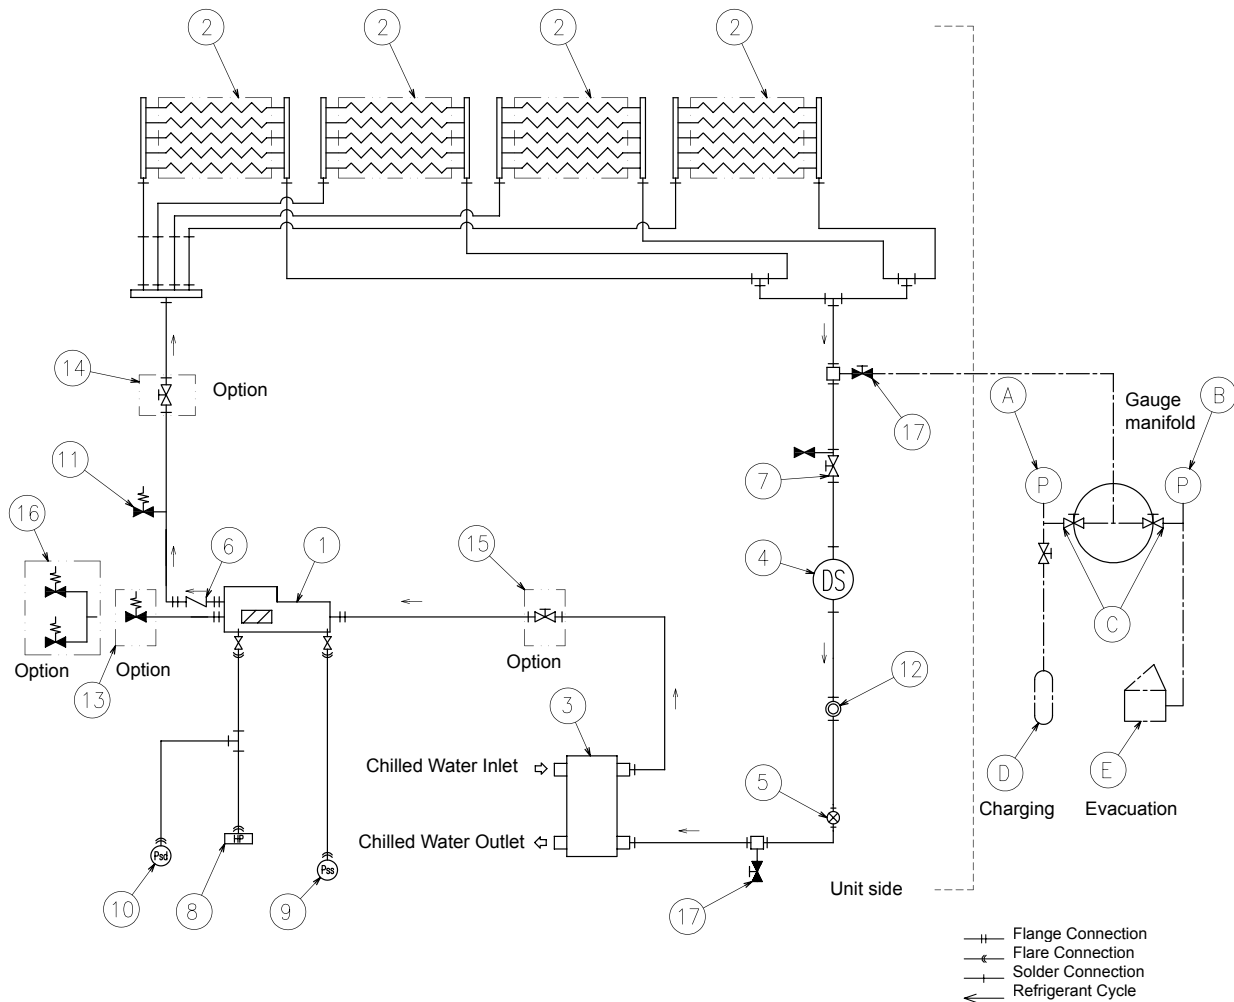 2
2
2
2
14
Option
11
16
6
1
15
7
17
A
Gauge
manifold
B
P
P
4
DS
C
12
Option
Option
13
Option
3
Chilled Water Inlet
5
D
E
Charging
Evacuation
HP
Psd
Pss
Chilled Water Outlet
10
8
9
17
Unit side
Flange Connection
Flare Connection
Solder Connection
Refrigerant Cycle